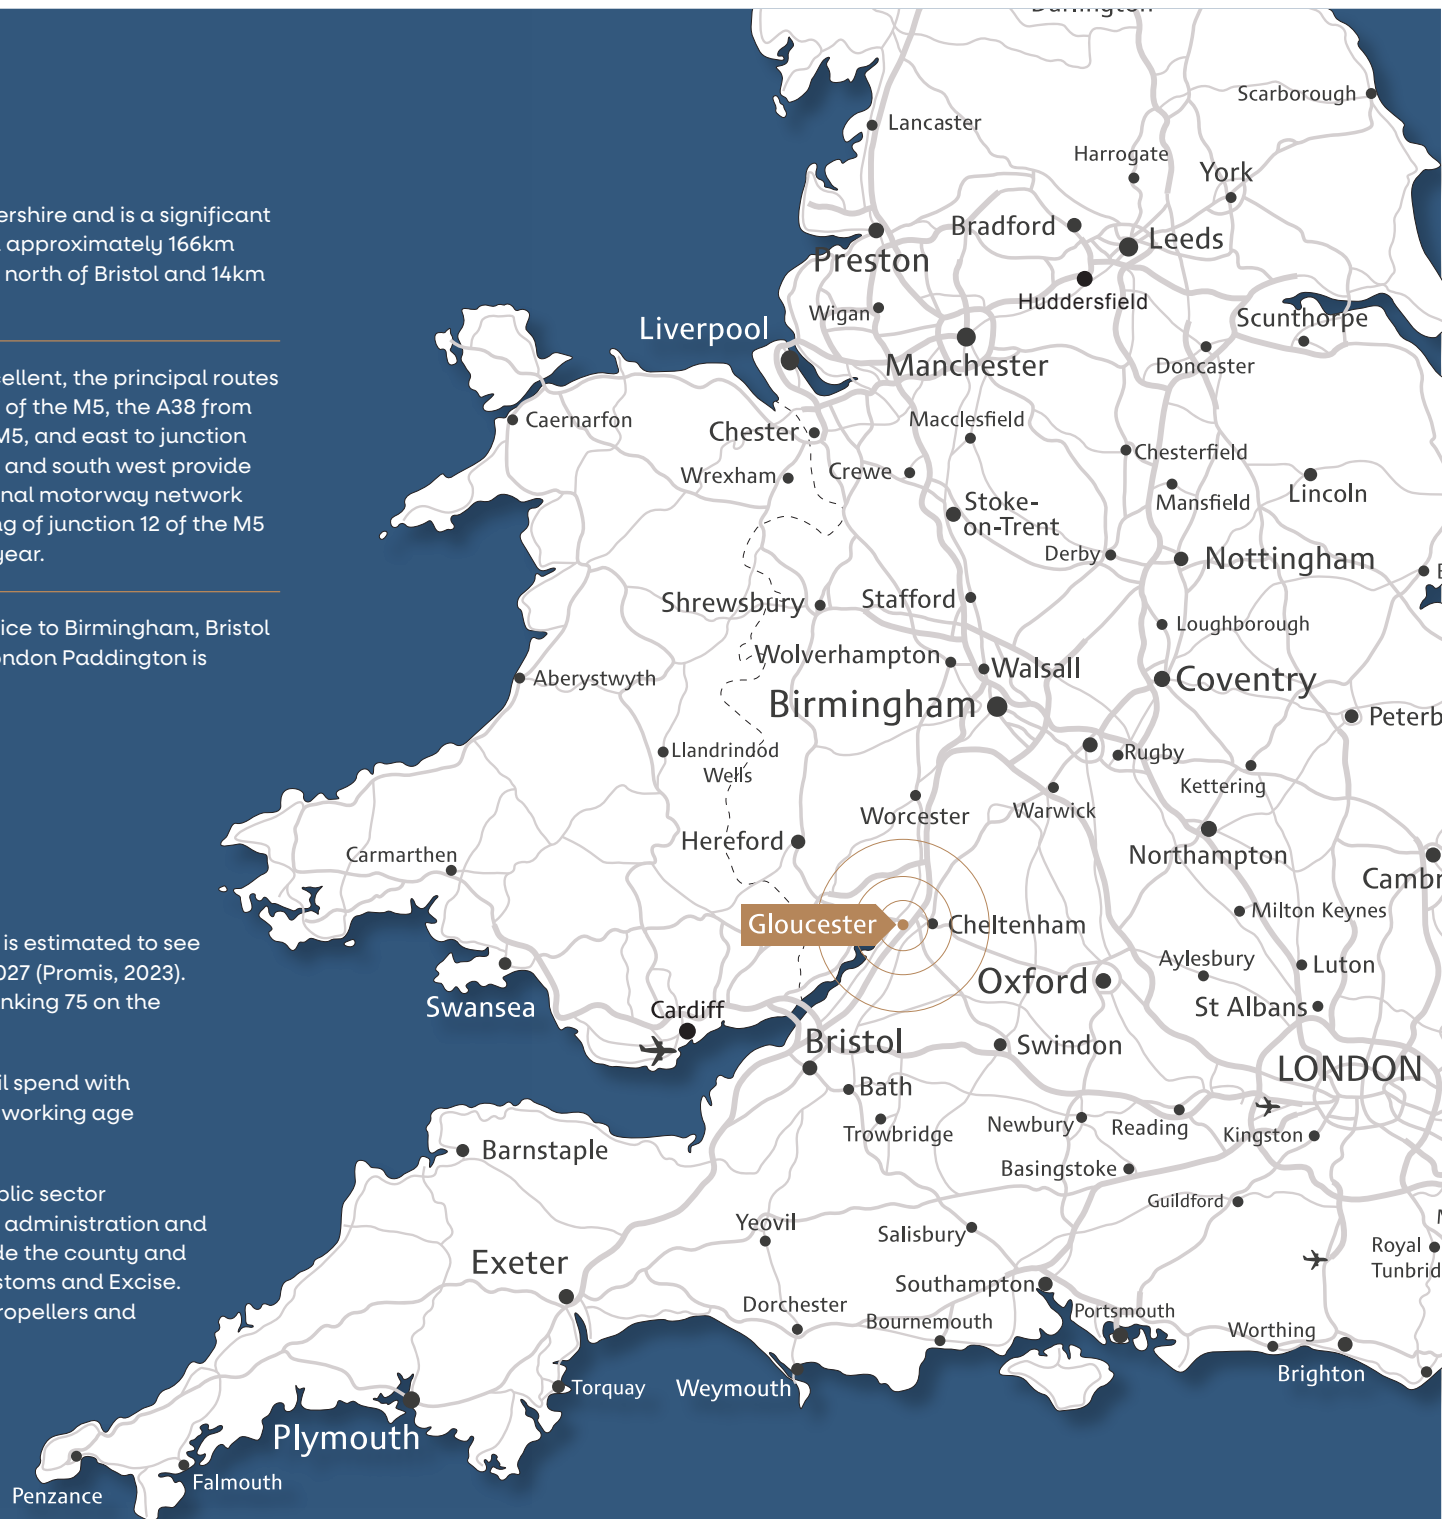 ershire and is a significant
approximately 166km
north of Bristol and 14km
ellent, the principal routes
of the M5, the A38 from
M5, and east to junction
and south west provide
nal motorway network
g of junction 12 of the M5
year.
ice to Birmingham, Bristol
ondon Paddington is
is estimated to see
027 (Promis, 2023).
nking 75 on the
il spend with
working age
blic sector
administration and
de the county and
stoms and Excise.
ropellers and
Darlington
Scarborough
Lancaster
Harrogate
York
Bradford
Leeds
Preston
Huddersfield
Wigan
Scunthorpe
Liverpool
Manchester
Doncaster
Caernarfon
Macclesfield
Chester
Chesterfield
Wrexham
Crewe
Mansfield
Lincoln
Stoke-
on-Trent
Derby
Nottingham
Shrewsbury
Stafford
Loughborough
Wolverhampton
Walsall
Aberystwyth
Coventry
Birmingham
Peterb
Llandrindod
Wells
Rugby
Kettering
Worcester
Warwick
Hereford
Northampton
Carmarthen
Cambr
Gloucester
Cheltenham
Milton Keynes
Aylesbury
Luton
Oxford
Swansea
Cardiff
St Albans
Bristol
Swindon
LONDON
Bath
Trowbridge
Newbury
Reading
Kingston
Barnstaple
Basingstoke
Guildford
Yeovil
Salisbury
Royal
Tunbrid
Exeter
Southampton
Dorchester
Bournemouth
Portsmouth
Worthing
Brighton
Torquay
Weymouth
Plymouth
Falmouth
Penzance